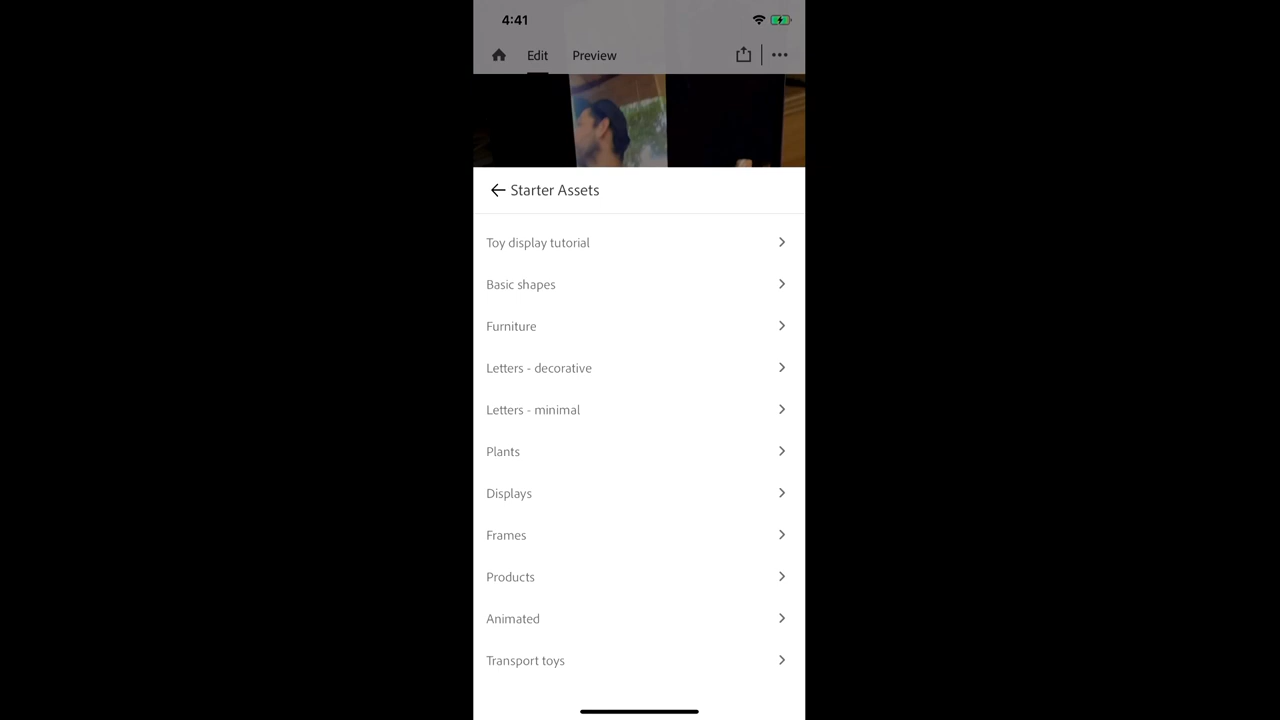 4:41
Edit Preview
Starter Assets
Toy display tutorial
Basic shapes
Furniture
Letters - decorative
Letters - minimal
Plants
Displays
Frames
Products
Animated
Transport toys